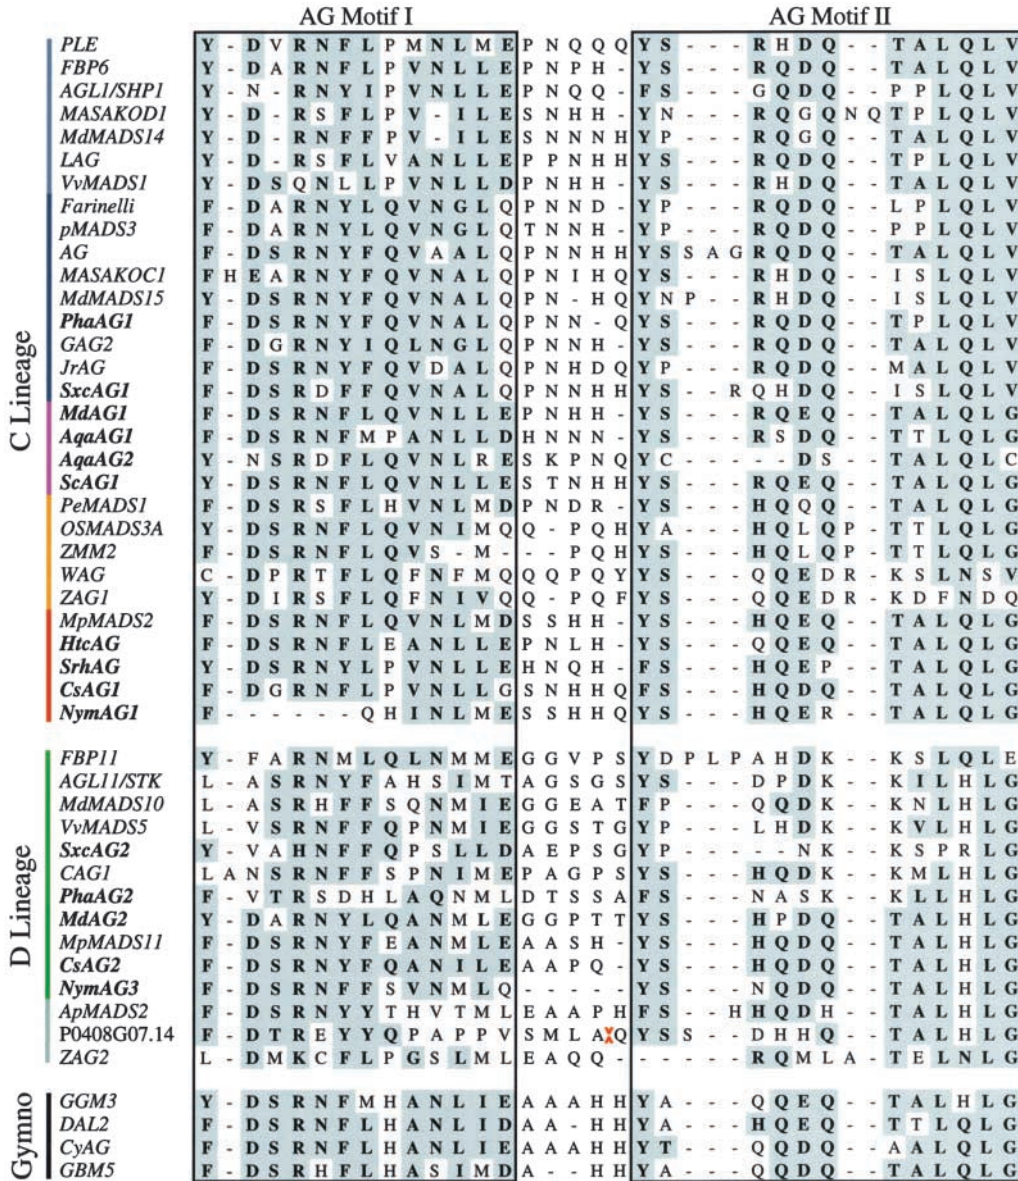 AG Motif I AG Motif II
C Lineage
PLE Y - D V R N F L P M N L M E P N Q Q Q Y S - - - R H D Q - - T A L Q L V
FBP6 Y - D A R N F L P V N L L E P N P H - Y S - - - R Q D Q - - T A L Q L V
AGL1/SHP1 Y - N - R N Y I P V N L L E P N Q Q - F S - - - G Q D Q - - P P L Q L V
MASAKOD1 Y - D - R S F L P V - I L E S N H H - Y N - - - R Q G Q N Q T P L Q L V
MdMADS14 Y - D - R N F F P V - I L E S N N N H Y P - - - R Q G Q - - T A L Q L V
LAG Y - D - R S F L V A N L L E P P N H H Y S - - - R Q D Q - - T P L Q L V
VvMADS1 Y - D S Q N L L P V N L L D P N H H - Y S - - - R H D Q - - T A L Q L V
Farinelli F - D A R N Y L Q V N G L Q P N N D - Y P - - - R Q D Q - - L P L Q L V
pMADS3 F - D A R N Y L Q V N G L Q T N N H - Y P - - - R Q D Q - - P P L Q L V
AG F - D S R N Y F Q V A A L Q P N N H H Y S S A G R Q D Q - - T A L Q L V
MASAKOC1 F H E A R N Y F Q V N A L Q P N I H Q Y S - - - R H D Q - - I S L Q L V
MdMADS15 Y - D S R N Y F Q V N A L Q P N - H Q Y N P - - R H D Q - - I S L Q L V
PhaAG1 F - D S R N Y F Q V N A L Q P N N - Q Y S - - - R Q D Q - - T P L Q L V
GAG2 F - D G R N Y I Q L N G L Q P N N H - Y S - - - R Q D Q - - T A L Q L V
JrAG F - D S R N Y F Q V D A L Q P N H D Q Y P - - - R Q D Q - - M A L Q L V
SxcAG1 F - D S R D F F Q V N A L Q P N N H H Y S - - R Q H D Q - - I S L Q L V
MdAG1 F - D S R N F L Q V N L L E P N H H - Y S - - - R Q E Q - - T A L Q L G
AqaAG1 F - D S R N F M P A N L L D H N N N - Y S - - - R S D Q - - T T L Q L G
AqaAG2 Y - N S R D F L Q V N L R E S K P N Q Y C - - - - - D S - - T A L Q L C
ScAG1 Y - D S R N F L Q V N L L E S T N H H Y S - - - R Q E Q - - T A L Q L G
PeMADS1 F - D S R S F L H V N L M D P N D R - Y S - - - H Q Q Q - - T A L Q L G
OSMADS3A Y - D S R N F L Q V N I M Q Q - P Q H Y A - - - H Q L Q P - T T L Q L G
ZMM2 F - D S R N F L Q V S - M - - - P Q H Y S - - - H Q L Q P - T T L Q L G
WAG C - D P R T F L Q F N F M Q Q Q P Q Y Y S - - - Q Q E D R - K S L N S V
ZAG1 Y - D I R S F L Q F N I V Q Q - P Q F Y S - - - Q Q E D R - K D F N D Q
MpMADS2 F - D S R N F L Q V N L M D S S H H - Y S - - - H Q E Q - - T A L Q L G
HtcAG F - D S R N F L E A N L L E P N L H - Y S - - - Q Q E Q - - T A L Q L G
SrhAG Y - D S R N Y L P V N L L E H N Q H - F S - - - H Q E P - - T A L Q L G
CsAG1 F - D G R N F L P V N L L G S N H H Q F S - - - H Q D Q - - T A L Q L G
NymAG1 F - - - - - - Q H I N L M E S S H H Q Y S - - - H Q E R - - T A L Q L G
D Lineage
FBP11 Y - F A R N M L Q L N M M E G G V P S Y D P L P A H D K - - K S L Q L E
AGL11/STK L - A S R N Y F A H S I M T A G S G S Y S - - - D P D K - - K I L H L G
MdMADS10 L - A S R H F F S Q N M I E G G E A T F P - - - Q Q D K - - K N L H L G
VvMADS5 L - V S R N F F Q P N M I E G G S T G Y P - - - L H D K - - K V L H L G
SxcAG2 Y - V A H N F F Q P S L L D A E P S G Y P - - - - - N K - - K S P R L G
CAG1 L A N S R N F F S P N I M E P A G P S Y S - - - H Q D K - - K M L H L G
PhaAG2 F - V T R S D H L A Q N M L D T S S A F S - - - N A S K - - K L L H L G
MdAG2 Y - D A R N Y L Q A N M L E G G P T T Y S - - - H P D Q - - T A L H L G
MpMADS11 F - D S R N Y F E A N M L E A A S H - Y S - - - H Q D Q - - T A L H L G
CsAG2 F - D S R N Y F Q A N I L E A A P Q - Y S - - - H Q D Q - - T A L H L G
NymAG3 F - D S R N F F S V N M L Q - - - - - Y S - - - N Q D Q - - T A L H L G
ApMADS2 F - D S R N Y Y T H V T M L E A A P H F S - - H H Q D H - - T A L H L G
P0408G07.14 F - D T R E Y Y Q P A P P V S M L A Q Y S S - - D H H Q - - T A L H L G
ZAG2 L - D M K C F L P G S L M L E A Q Q - - - - - - R Q M L A - T E L N L G
Gymno
GGM3 Y - D S R N F M H A N L I E A A A H H Y A - - - Q Q E Q - - T A L H L G
DAL2 F - D S R N F L H A N L I D A A - H H Y A - - - H Q E Q - - T T L Q L G
CyAG F - D S R N F L H A N L I E A A A H H Y T - - - Q Q D Q - - A A L Q L G
GBM5 F - D S R H F L H A S I M D A - - H H Y A - - - Q Q D Q - - T A L Q L G